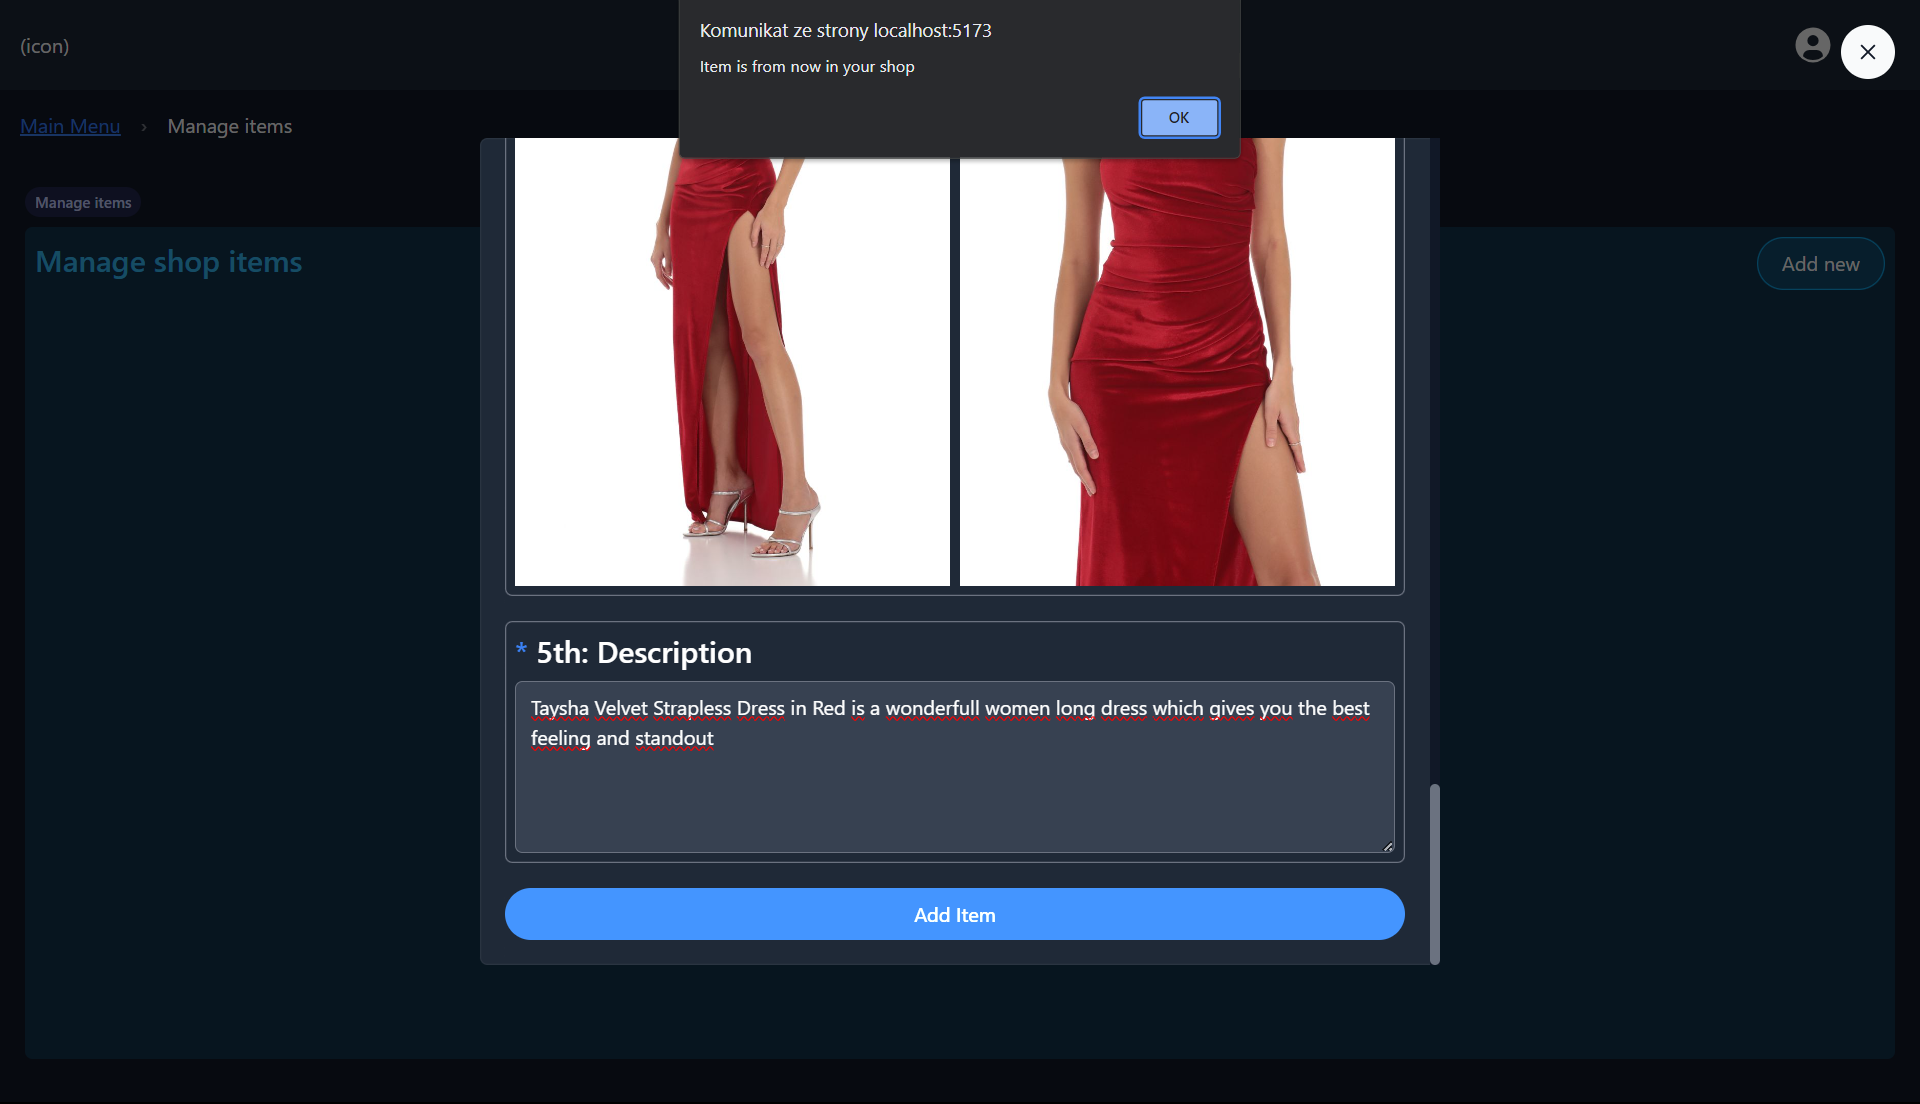 Komunikat ze strony localhost:5173
Item is from now in your shop
OK
(icon)
Main Menu › Manage items
Manage items
Manage shop items
Add new
* 5th: Description
Taysha Velvet Strapless Dress in Red is a wonderfull women long dress which gives you the best
feeling and standout
Add Item